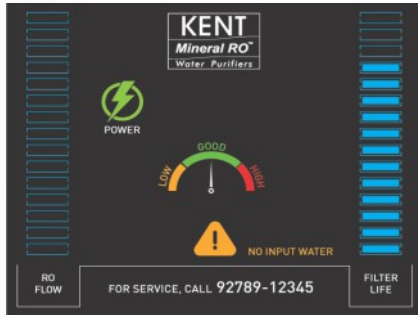 KENT
Mineral RO™
Water Purifiers
POWER
LOW
GOOD
HIGH
NO INPUT WATER
RO
FLOW
FOR SERVICE, CALL 92789-12345
FILTER
LIFE